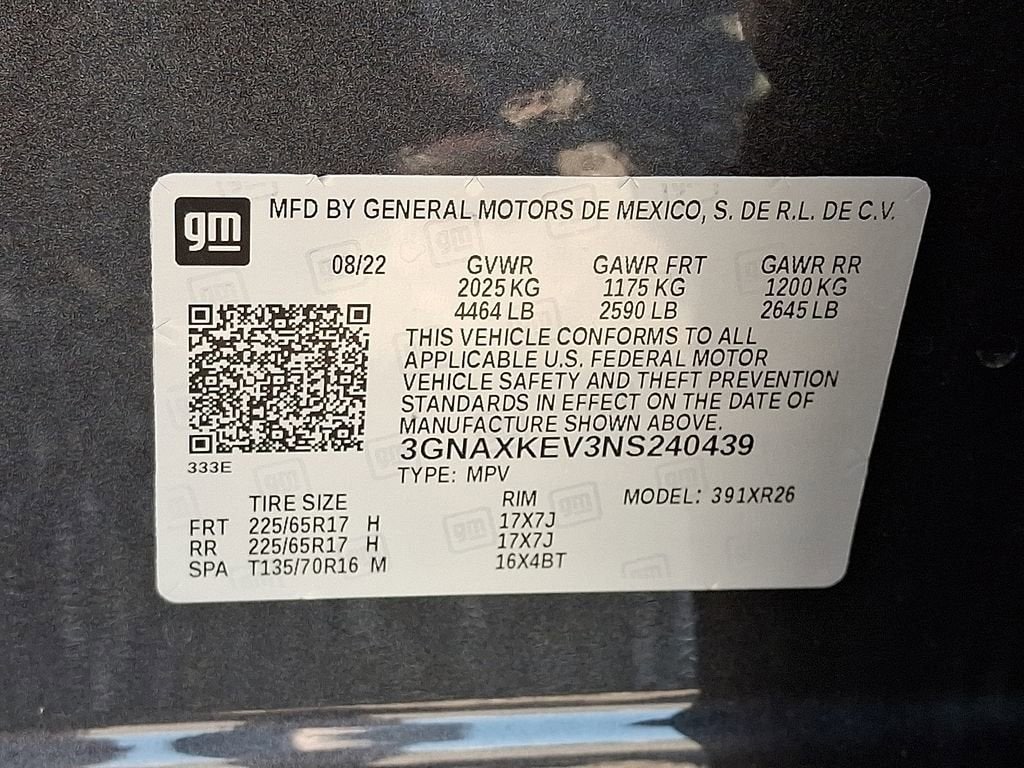 gm
MFD BY GENERAL MOTORS DE MEXICO, S. DE R.L. DE C.V.
08/22 GVWR GAWR FRT GAWR RR
2025 KG 1175 KG 1200 KG
4464 LB 2590 LB 2645 LB
THIS VEHICLE CONFORMS TO ALL
APPLICABLE U.S. FEDERAL MOTOR
VEHICLE SAFETY AND THEFT PREVENTION
STANDARDS IN EFFECT ON THE DATE OF
MANUFACTURE SHOWN ABOVE.
3GNAXKEV3NS240439
333E
TYPE: MPV
TIRE SIZE RIM MODEL: 391XR26
FRT 225/65R17 H 17X7J
RR 225/65R17 H 17X7J
SPA T135/70R16 M 16X4BT